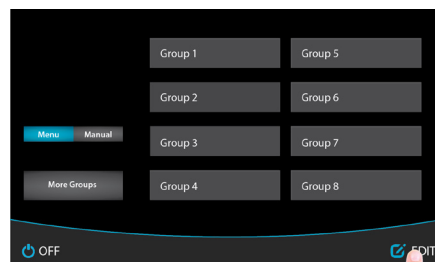 Group 1
Group 5
Group 2
Group 6
Menu Manual
Group 3
Group 7
More Groups
Group 4
Group 8
OFF
EDIT